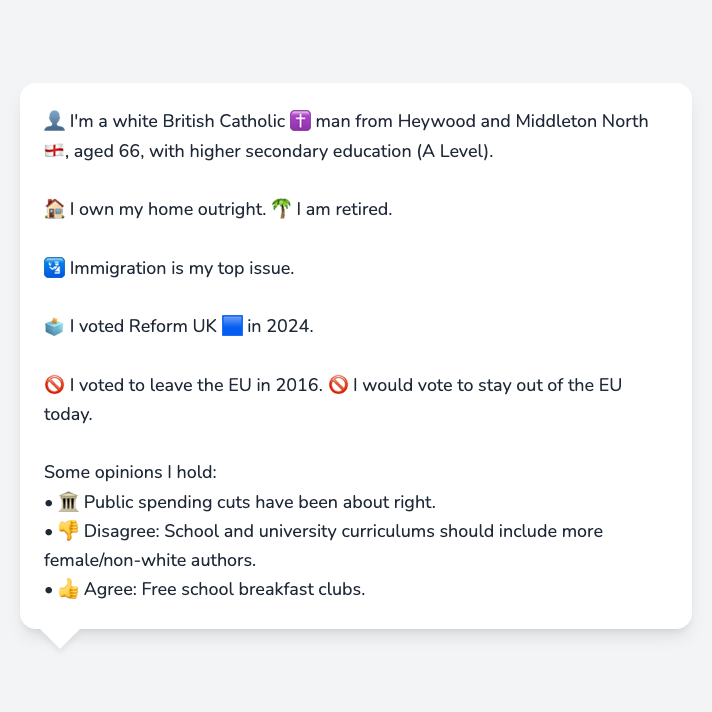 👤 I'm a white British Catholic ✝️ man from Heywood and Middleton North
🏴󠁧󠁢󠁥󠁮󠁧󠁿, aged 66, with higher secondary education (A Level).
🏠 I own my home outright. 🌴 I am retired.
🛂 Immigration is my top issue.
🗳️ I voted Reform UK 🟦 in 2024.
🚫 I voted to leave the EU in 2016. 🚫 I would vote to stay out of the EU
today.
Some opinions I hold:
• 🏛️ Public spending cuts have been about right.
• 👎 Disagree: School and university curriculums should include more
female/non-white authors.
• 👍 Agree: Free school breakfast clubs.